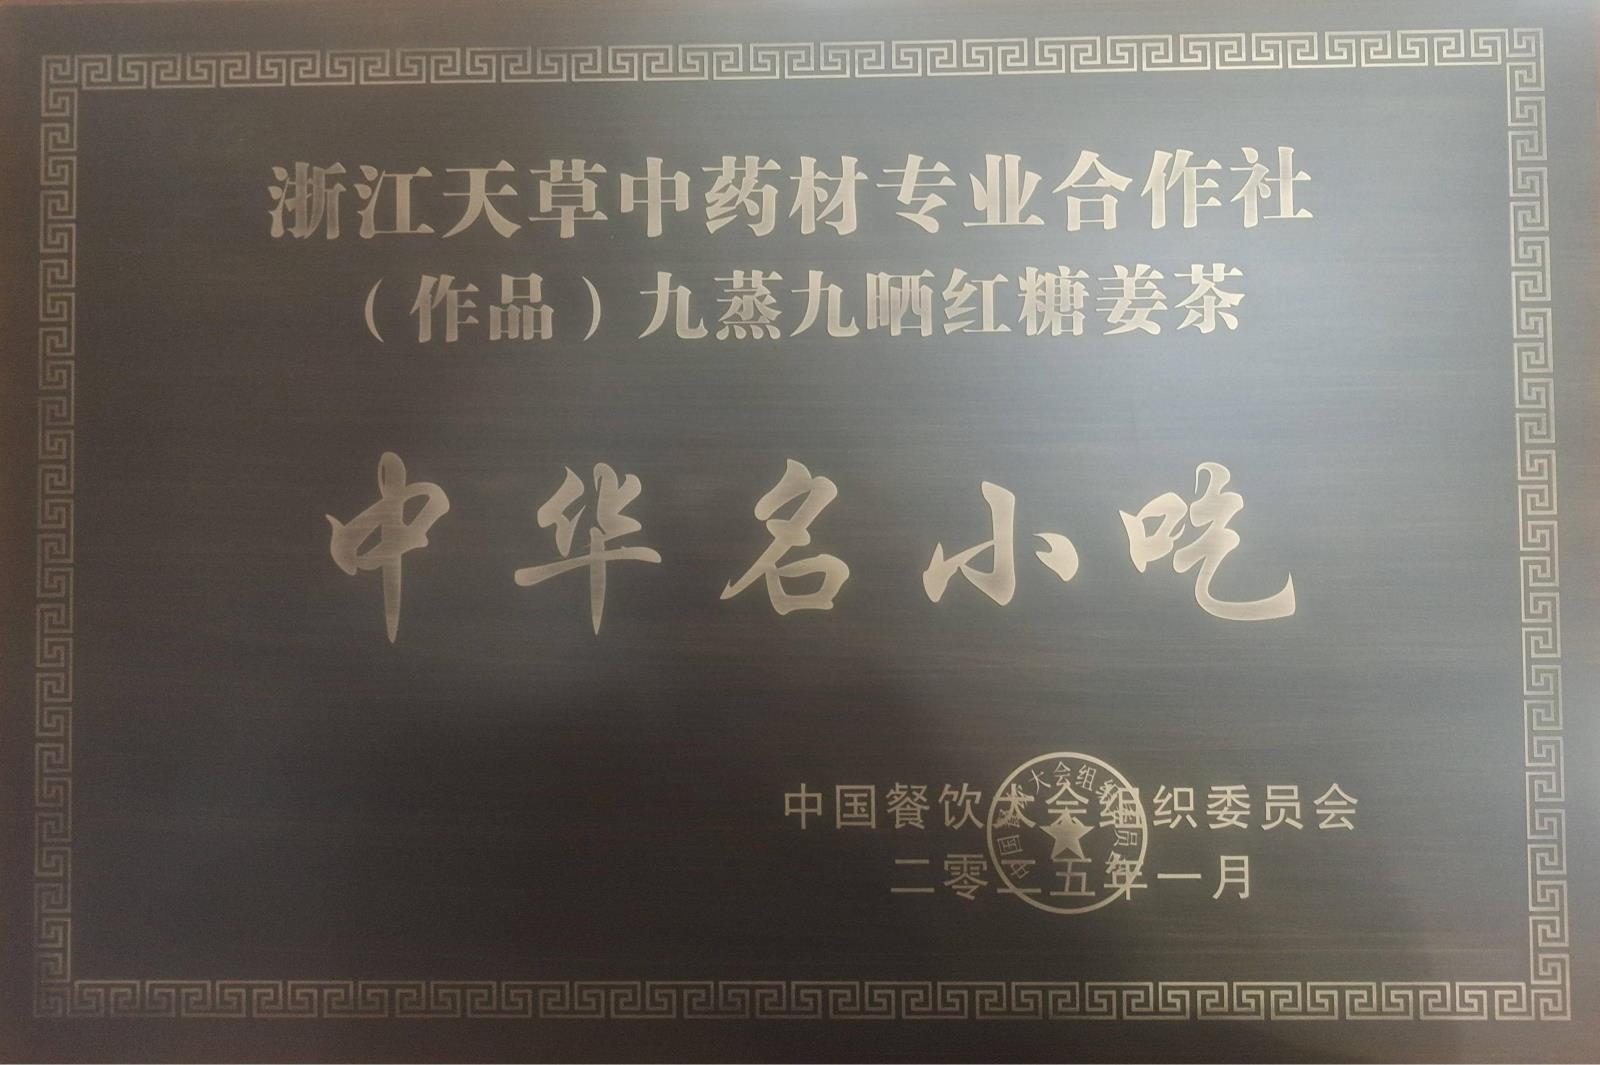 浙江天草中药材专业合作社
（作品）九蒸九晒红糖姜茶
中华名小吃
中国餐饮大会组织委员会
二零二五年一月